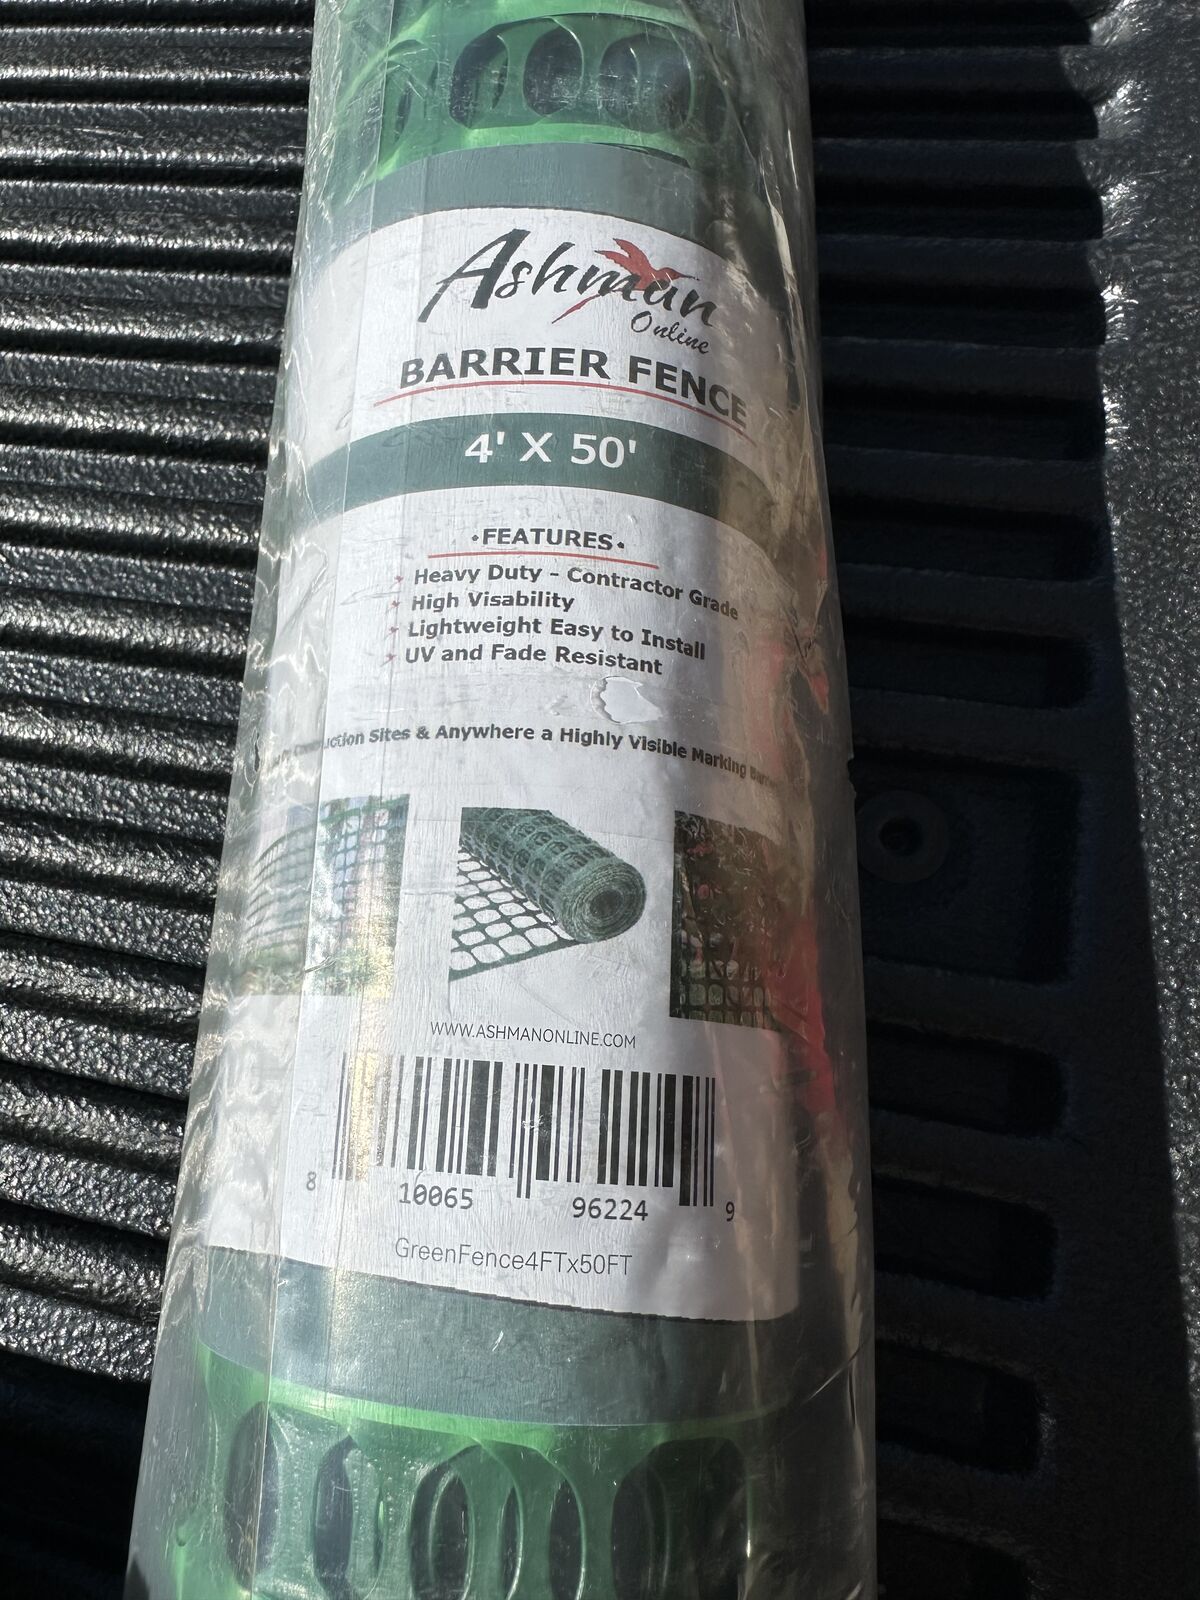 Ashman
Online
BARRIER FENCE
4' X 50'
•FEATURES•
Heavy Duty - Contractor Grade
High Visability
Lightweight Easy to Install
UV and Fade Resistant
Sites & Anywhere a Highly Visible Marking
WWW.ASHMANONLINE.COM
8 10065 96224 9
GreenFence4FTx50FT